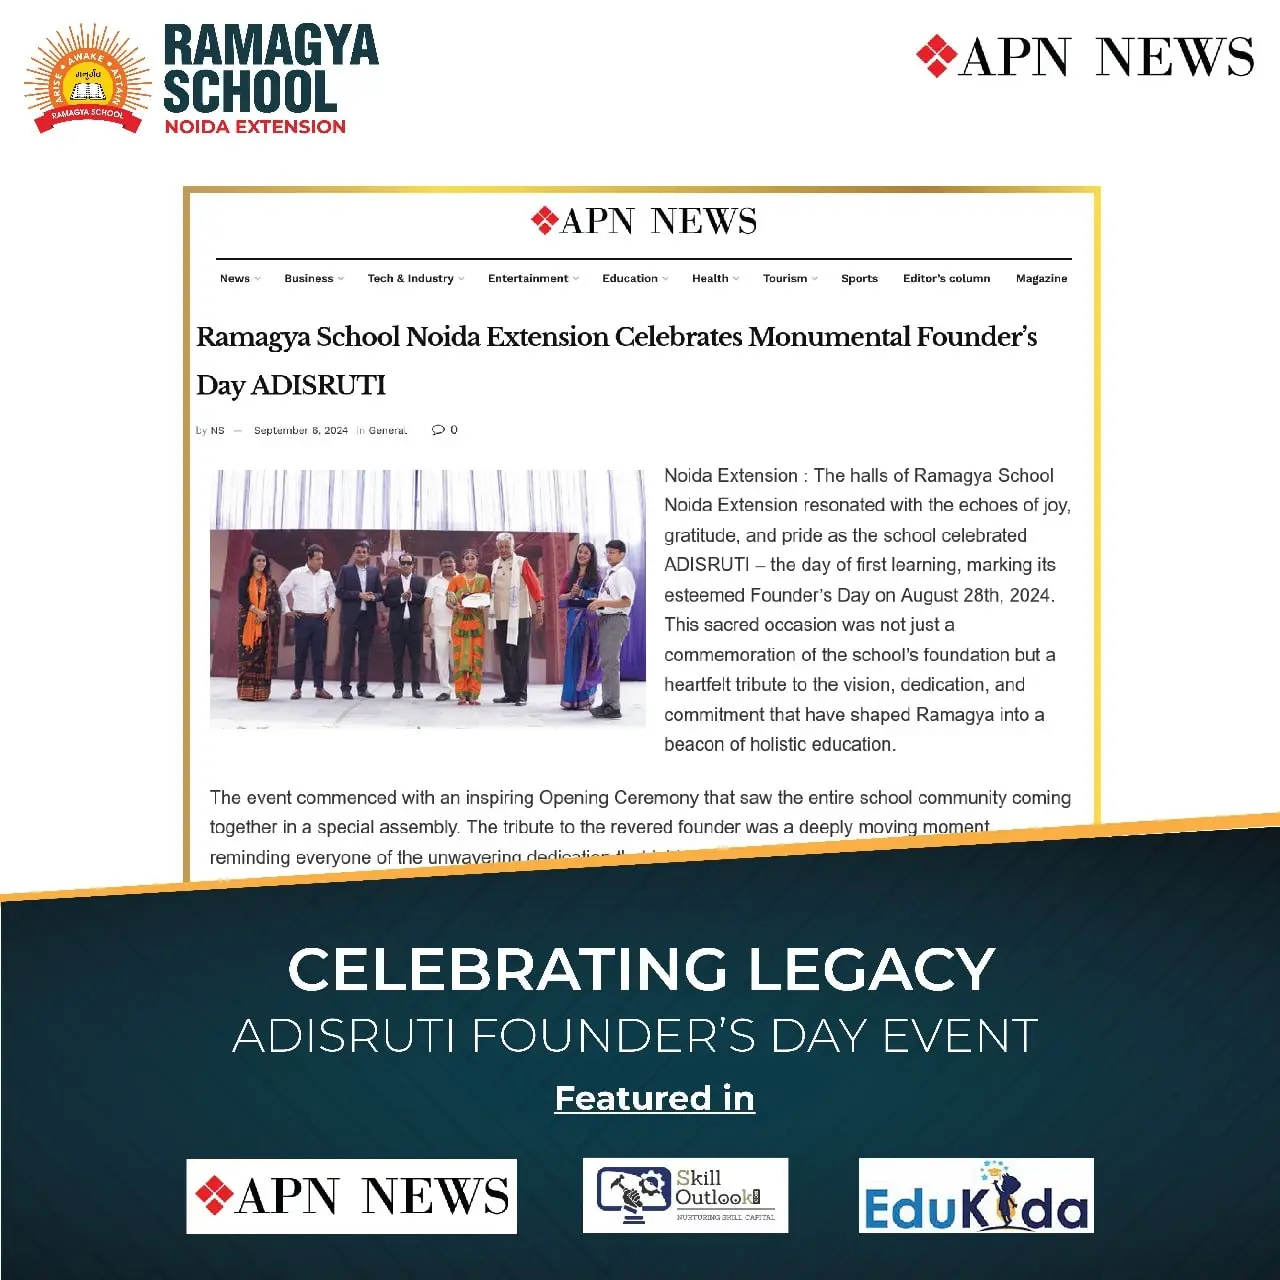 ARISE • AWAKE • ATTAIN
RAMAGYA SCHOOL
RAMAGYA
SCHOOL
NOIDA EXTENSION
APN NEWS
APN NEWS
News Business Tech & Industry Entertainment Education Health Tourism Sports Editor's column Magazine
Ramagya School Noida Extension Celebrates Monumental Founder's
Day ADISRUTI
by NS — September 6, 2024 in General 0
Noida Extension : The halls of Ramagya School
Noida Extension resonated with the echoes of joy,
gratitude, and pride as the school celebrated
ADISRUTI – the day of first learning, marking its
esteemed Founder's Day on August 28th, 2024.
This sacred occasion was not just a
commemoration of the school's foundation but a
heartfelt tribute to the vision, dedication, and
commitment that have shaped Ramagya into a
beacon of holistic education.
The event commenced with an inspiring Opening Ceremony that saw the entire school community coming
together in a special assembly. The tribute to the revered founder was a deeply moving moment
reminding everyone of the unwavering dedication
CELEBRATING LEGACY
ADISRUTI FOUNDER'S DAY EVENT
Featured in
APN NEWS
Skill
Outlook
NURTURING SKILL CAPITAL
EduKida